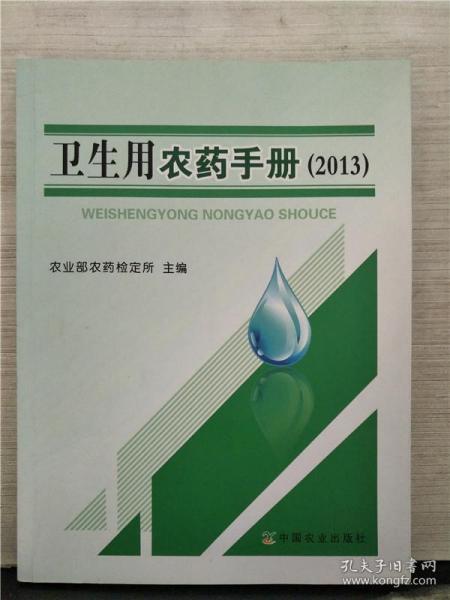 卫生用农药手册(2013)
WEISHENGYONG NONGYAO SHOUCE
农业部农药检定所 主编
中国农业出版社
孔夫子旧书网
www.kongfz.com